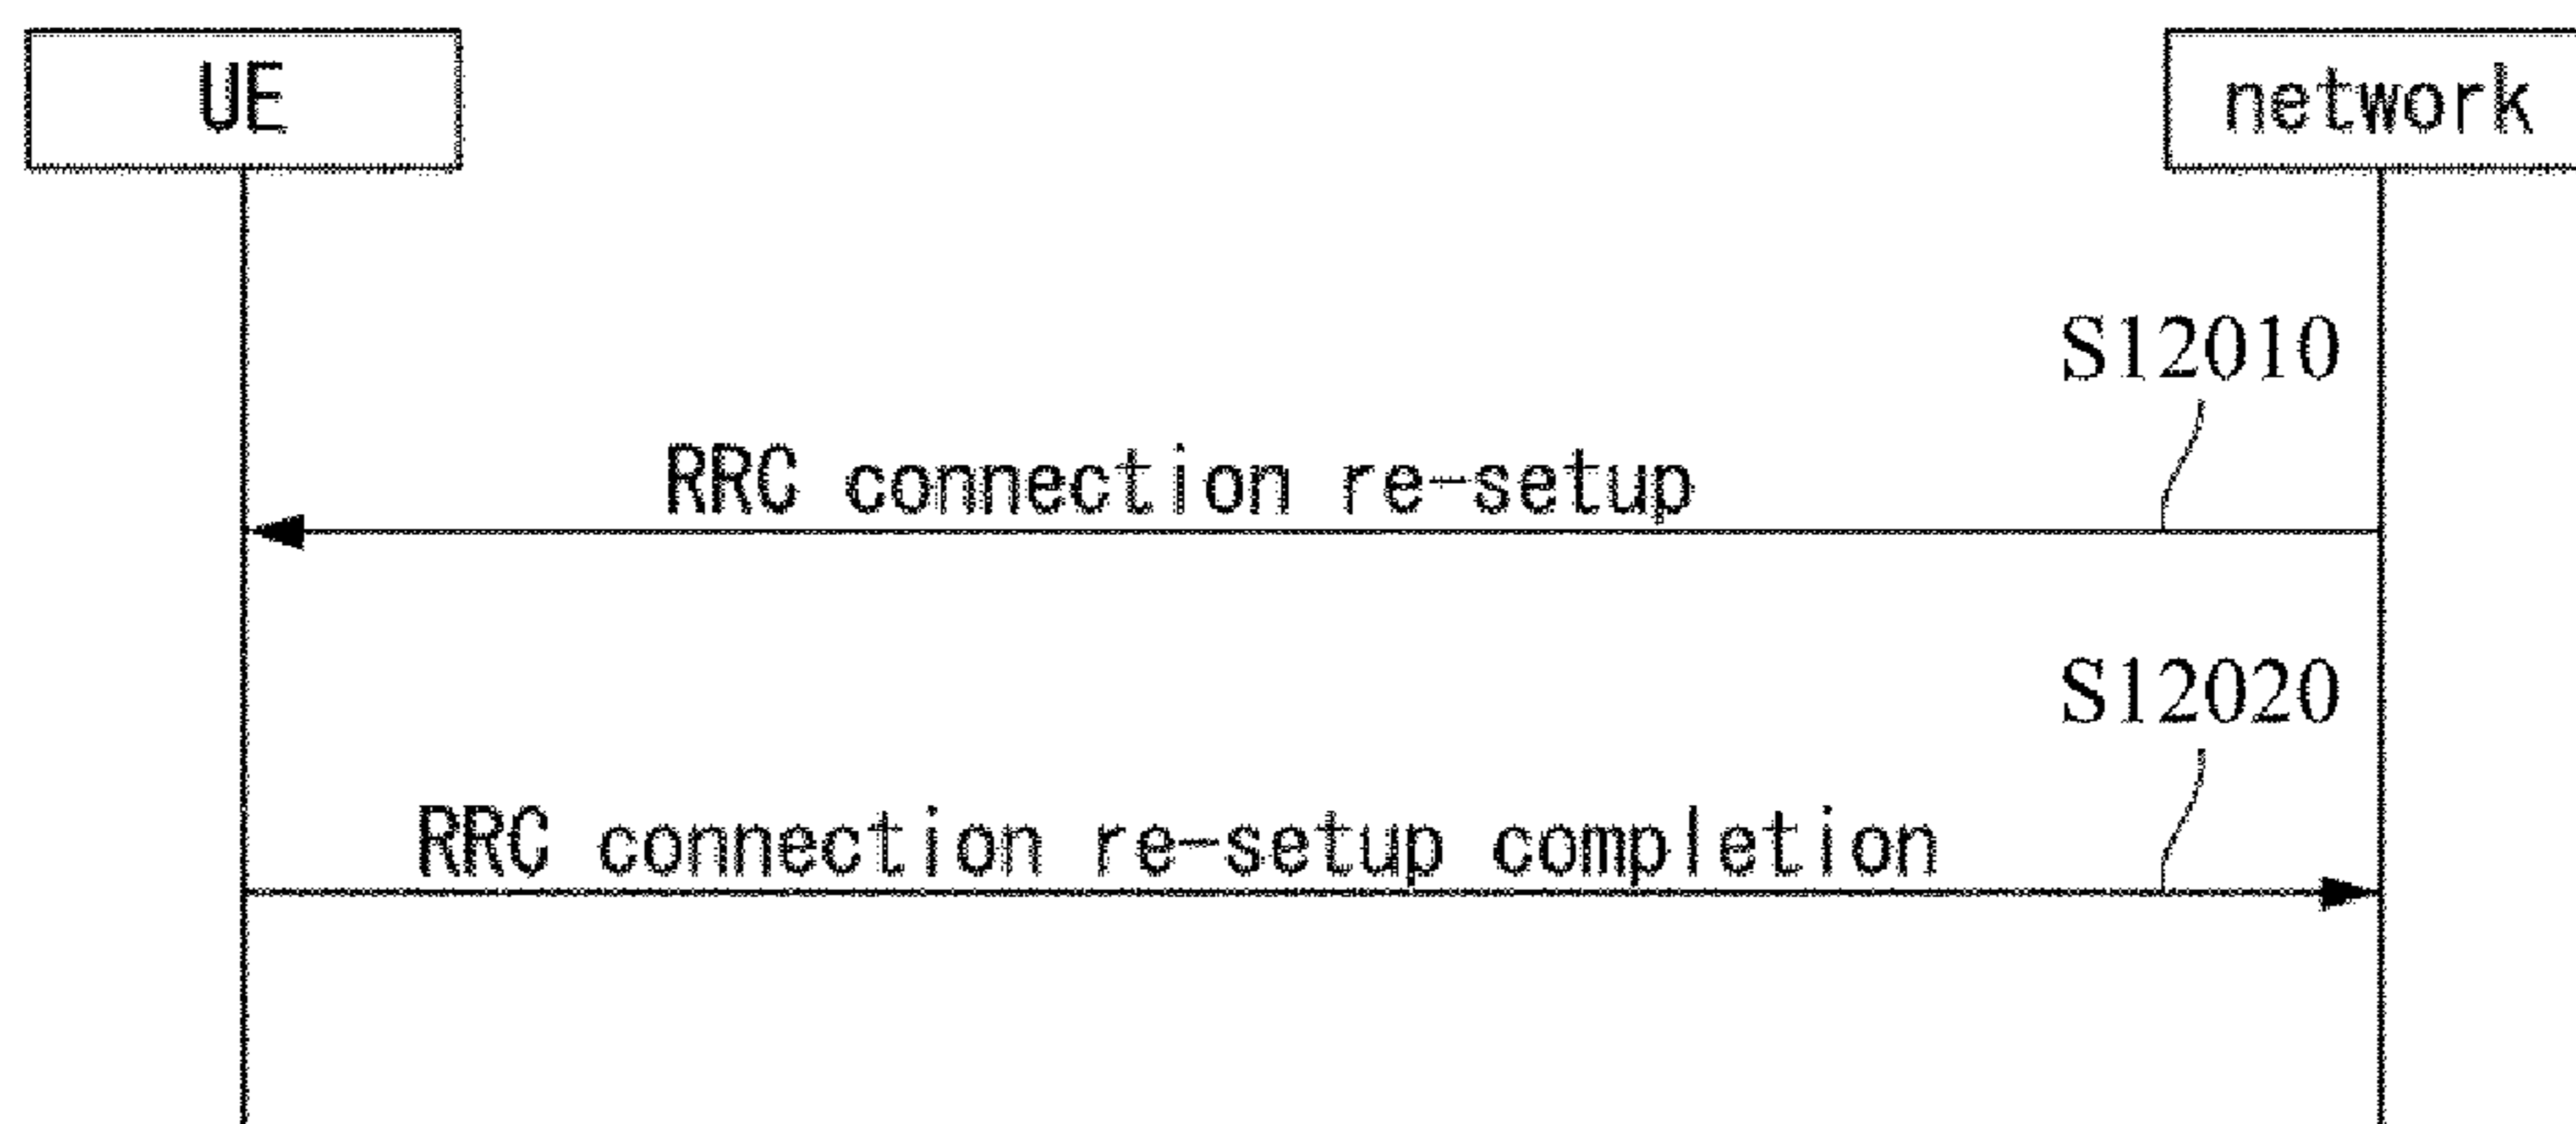 UE
network
S12010
RRC connection re-setup
S12020
RRC connection re-setup completion